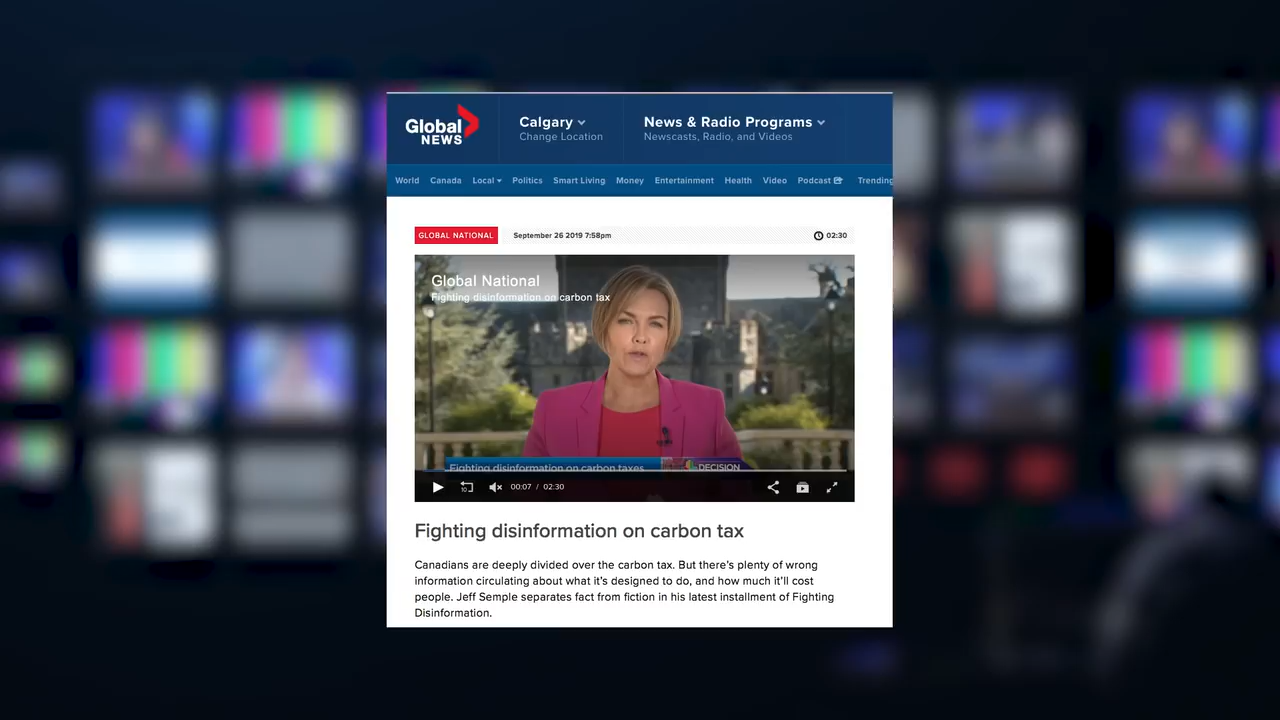 Global
NEWS
Calgary
Change Location
News & Radio Programs
Newscasts, Radio, and Videos
World Canada Local Politics Smart Living Money Entertainment Health Video Podcast Trending
GLOBAL NATIONAL September 26 2019 7:58pm 02:30
Global National
Fighting disinformation on carbon tax
Fighting disinformation on carbon taxes DECISION
10 00:07 / 02:30
Fighting disinformation on carbon tax
Canadians are deeply divided over the carbon tax. But there's plenty of wrong
information circulating about what it's designed to do, and how much it'll cost
people. Jeff Semple separates fact from fiction in his latest installment of Fighting
Disinformation.